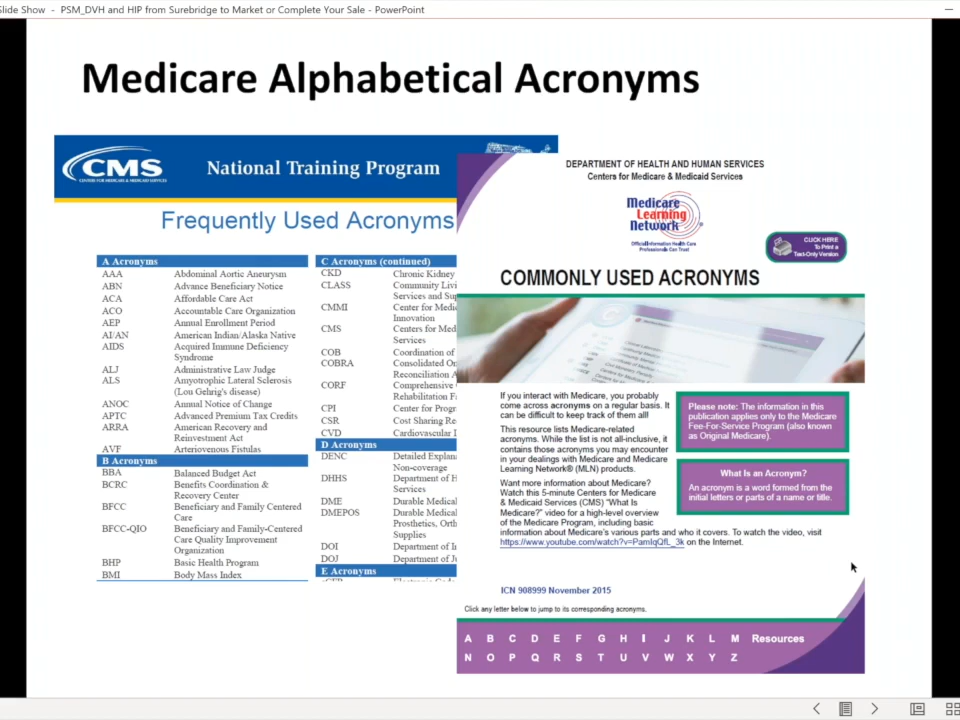 Slide Show - PSM_DVH and HIP from Surebridge to Market or Complete Your Sale - PowerPoint
Medicare Alphabetical Acronyms
CMS
CENTERS FOR MEDICARE & MEDICAID SERVICES
National Training Program
Frequently Used Acronyms
A Acronyms
AAA Abdominal Aortic Aneurysm
ABN Advance Beneficiary Notice
ACA Affordable Care Act
ACO Accountable Care Organization
AEP Annual Enrollment Period
AI/AN American Indian/Alaska Native
AIDS Acquired Immune Deficiency
Syndrome
ALJ Administrative Law Judge
ALS Amyotrophic Lateral Sclerosis
(Lou Gehrig's disease)
ANOC Annual Notice of Change
APTC Advanced Premium Tax Credits
ARRA American Recovery and
Reinvestment Act
AVF Arteriovenous Fistulas
B Acronyms
BBA Balanced Budget Act
BCRC Benefits Coordination &
Recovery Center
BFCC Beneficiary and Family Centered
Care
BFCC-QIO Beneficiary and Family-Centered
Care Quality Improvement
Organization
BHP Basic Health Program
BMI Body Mass Index
C Acronyms (continued)
CKD Chronic Kidney
CLASS Community Livi
Services and Sup
CMMI Center for Medic
Innovation
CMS Centers for Med
Services
COB Coordination of
COBRA Consolidated On
Reconciliation A
CORF Comprehensive
Rehabilitation F
CPI Center for Progr
CSR Cost Sharing Re
CVD Cardiovascular I
D Acronyms
DENC Detailed Explana
Non-coverage
DHHS Department of H
Services
DME Durable Medical
DMEPOS Durable Medical
Prosthetics, Orth
Supplies
DOI Department of In
DOJ Department of Ju
E Acronyms
DEPARTMENT OF HEALTH AND HUMAN SERVICES
Centers for Medicare & Medicaid Services
Medicare
Learning
Network
Official Information Health Care
Professionals Can Trust
CLICK HERE
To Print a
Text-Only Version
COMMONLY USED ACRONYMS
If you interact with Medicare, you probably
come across acronyms on a regular basis. It
can be difficult to keep track of them all!
This resource lists Medicare-related
acronyms. While the list is not all-inclusive, it
contains those acronyms you may encounter
in your dealings with Medicare and Medicare
Learning Network® (MLN) products.
Want more information about Medicare?
Watch this 5-minute Centers for Medicare
& Medicaid Services (CMS) "What Is
Medicare?" video for a high-level overview
of the Medicare Program, including basic
information about Medicare's various parts and who it covers. To watch the video, visit
https://www.youtube.com/watch?v=PamIqQfL_3k on the Internet.
Please note: The information in this
publication applies only to the Medicare
Fee-For-Service Program (also known
as Original Medicare).
What Is an Acronym?
An acronym is a word formed from the
initial letters or parts of a name or title.
ICN 908999 November 2015
Click any letter below to jump to its corresponding acronyms.
A B C D E F G H I J K L M Resources
N O P Q R S T U V W X Y Z